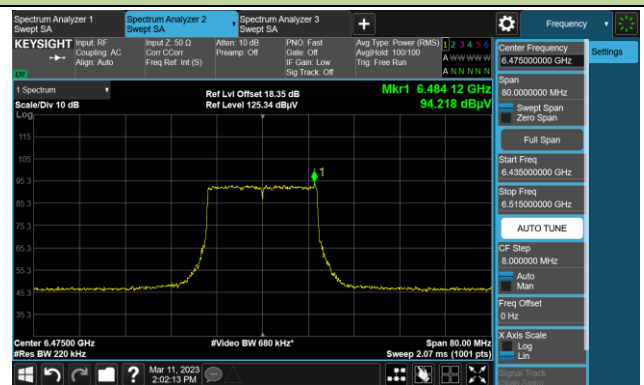 Spectrum Analyzer 1
Swept SA
Spectrum Analyzer 2
Swept SA
Spectrum Analyzer 3
Swept SA
Frequency
KEYSIGHT
Input: RF
Coupling: AC
Align: Auto
Input Z: 50 Ω
Corr CCorr
Freq Ref: Int (S)
Atten: 10 dB
Preamp: Off
PNO: Fast
Gate: Off
IF Gain: Low
Sig Track: Off
Avg Type: Power (RMS)
Avg|Hold: 100/100
Trig: Free Run
1 2 3 4 5 6
A W W W W W
A N N N N N
LW
1 Spectrum
Scale/Div 10 dB
Log
Ref Lvl Offset 18.35 dB
Ref Level 125.34 dBµV
Mkr1 6.484 12 GHz
94.218 dBµV
115
105
95.3
85.3
75.3
65.3
55.3
45.3
35.3
1
Center 6.47500 GHz
#Res BW 220 kHz
#Video BW 680 kHz*
Span 80.00 MHz
Sweep 2.07 ms (1001 pts)
Center Frequency
6.475000000 GHz
Settings
Span
80.0000000 MHz
Swept Span
Zero Span
Full Span
Start Freq
6.435000000 GHz
Stop Freq
6.515000000 GHz
AUTO TUNE
CF Step
8.000000 MHz
Auto
Man
Freq Offset
0 Hz
X Axis Scale
Log
Lin
Signal Track
(Span Zoom)
Mar 11, 2023
2:02:13 PM